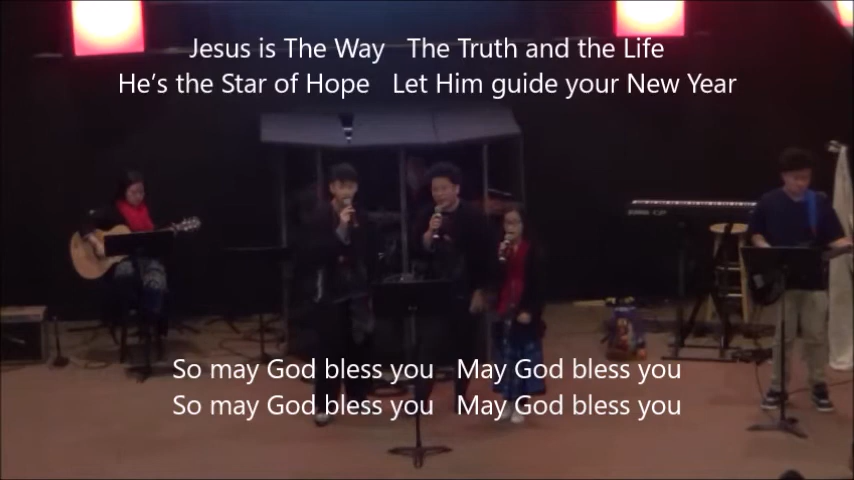 Jesus is The Way The Truth and the Life
He's the Star of Hope Let Him guide your New Year
So may God bless you May God bless you
So may God bless you May God bless you